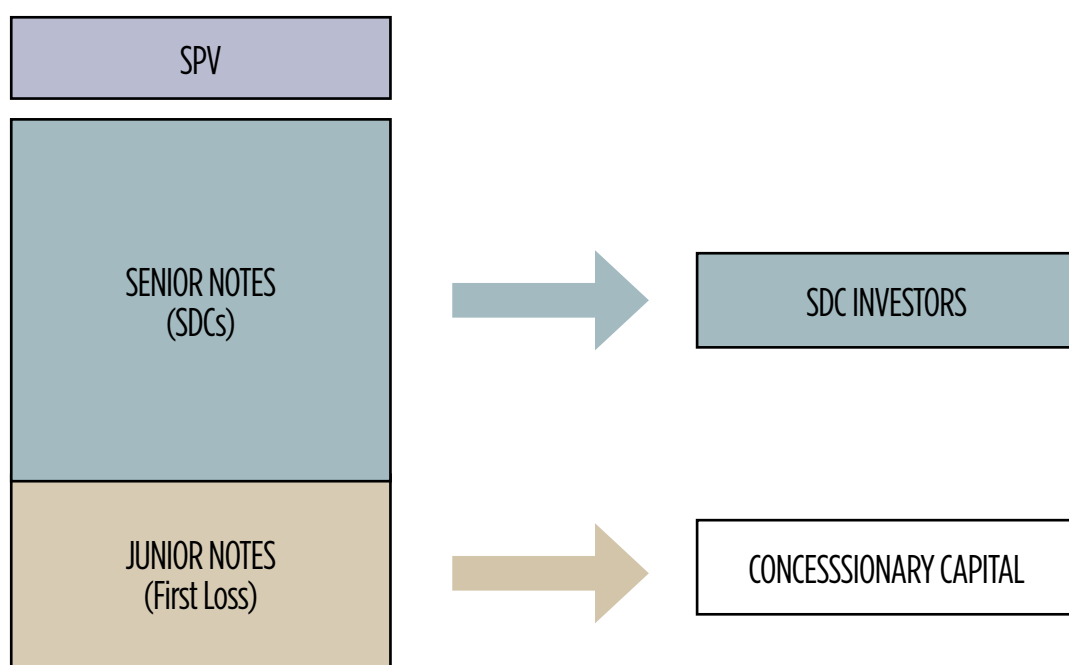 SPV
SENIOR NOTES
(SDCs)
SDC INVESTORS
JUNIOR NOTES
(First Loss)
CONCESSSIONARY CAPITAL